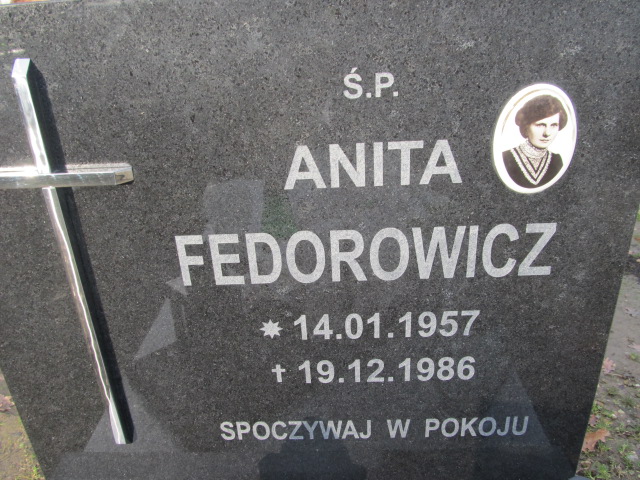 Ś.P.
ANITA
FEDOROWICZ
✷ 14.01.1957
† 19.12.1986
SPOCZYWAJ W POKOJU